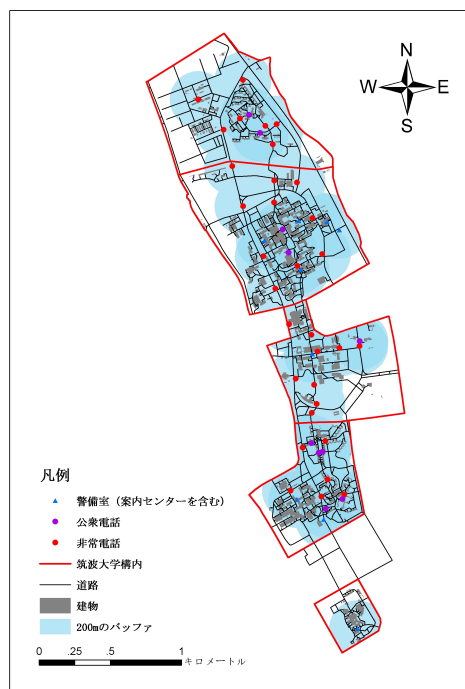 N
W E
S
凡例
警備室（案内センターを含む）
公衆電話
非常電話
筑波大学構内
道路
建物
200mのバッファ
0 .25 .5 1
キロメートル